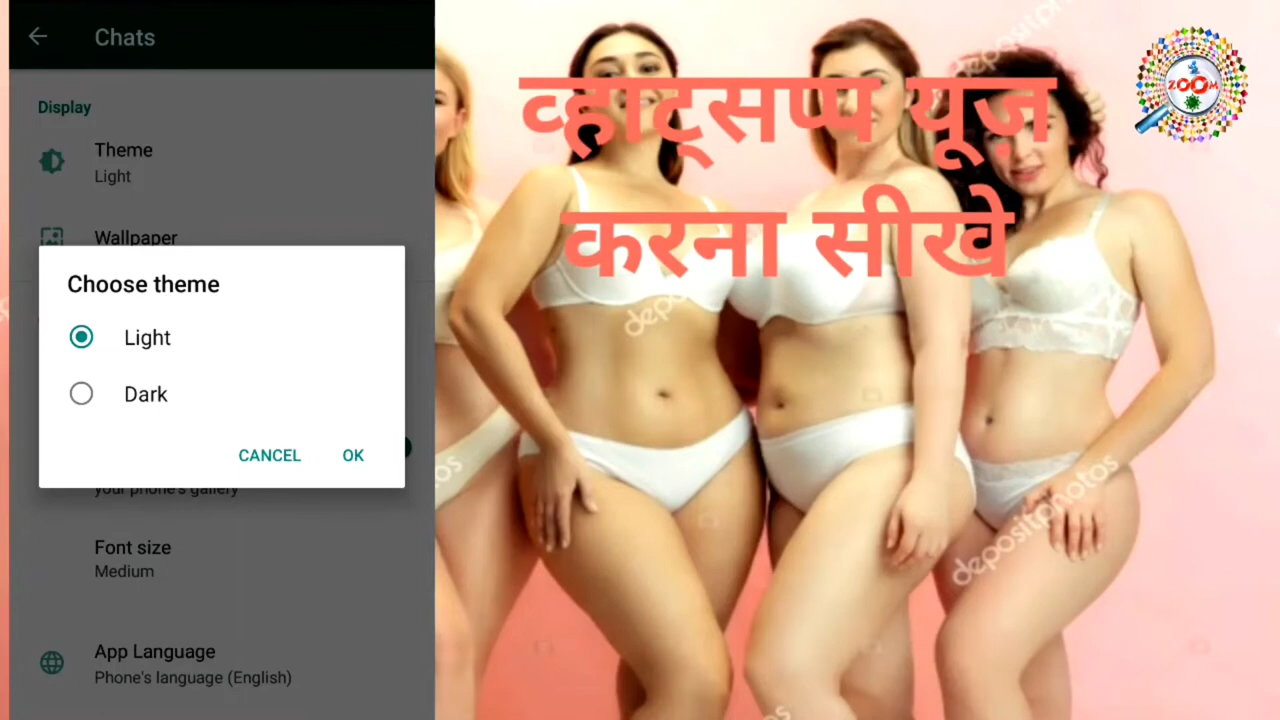 Chats
Display
Theme
Light
Wallpaper
Choose theme
Light
Dark
CANCEL
OK
your phone's gallery
Font size
Medium
App Language
Phone's language (English)
व्हाट्सप्प यूज़
करना सीखे
ZOOM
depositphotos
depositphotos